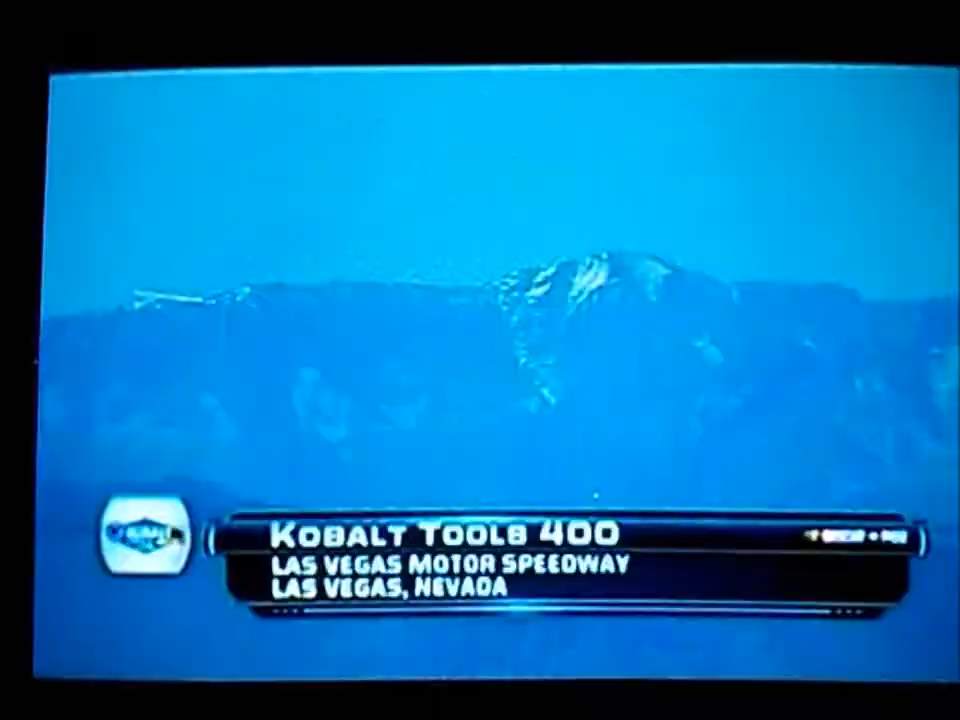 KOBALT TOOLS 400
LAS VEGAS MOTOR SPEEDWAY
LAS VEGAS, NEVADA